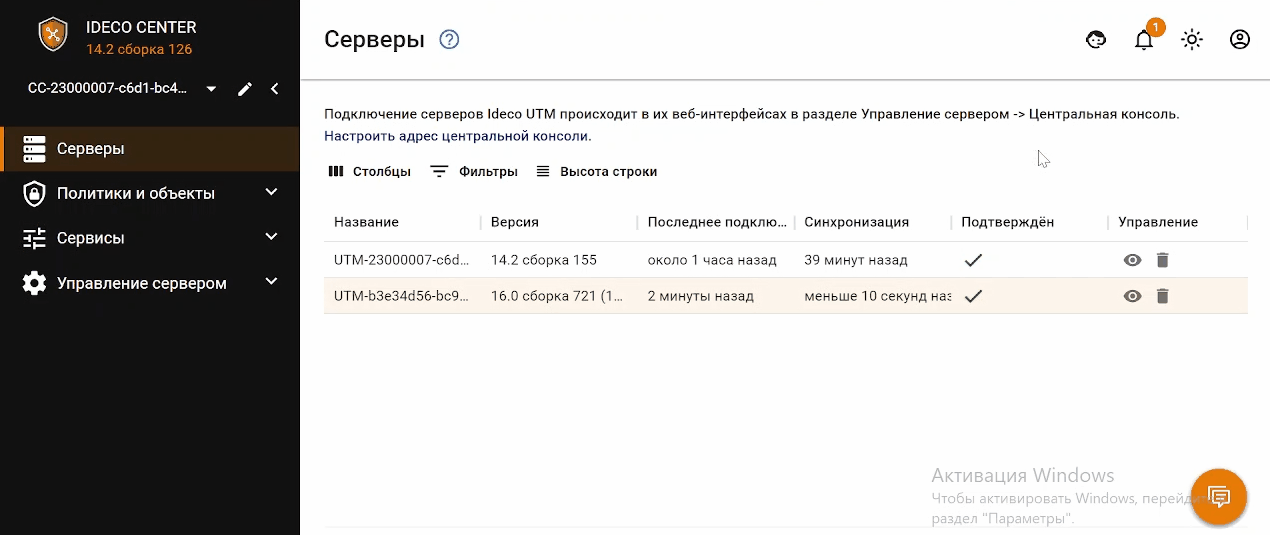 IDECO CENTER
14.2 сборка 126
CC-23000007-c6d1-bc4...
Серверы
Политики и объекты
Сервисы
Управление сервером
Серверы
1
Подключение серверов Ideco UTM происходит в их веб-интерфейсах в разделе Управление сервером -> Центральная консоль.
Настроить адрес центральной консоли.
Столбцы Фильтры Высота строки
Название Версия Последнее подклю... Синхронизация Подтверждён Управление
UTM-23000007-c6d... 14.2 сборка 155 около 1 часа назад 39 минут назад
UTM-b3e34d56-bc9... 16.0 сборка 721 (1... 2 минуты назад меньше 10 секунд наз
Активация Windows
Чтобы активировать Windows, перейдит
раздел "Параметры".